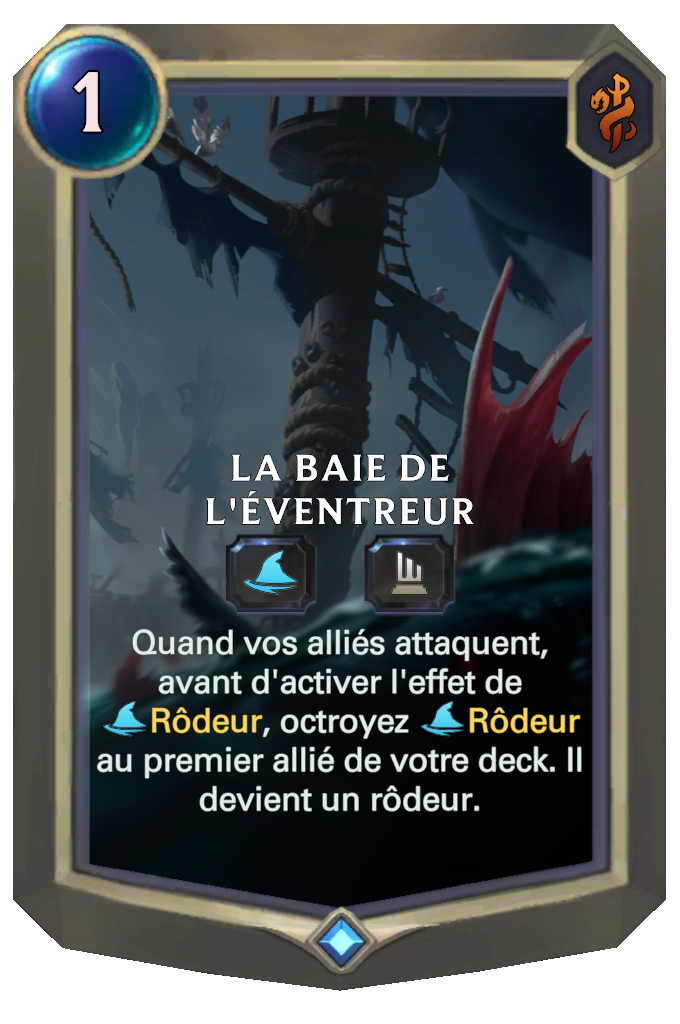 1
LA BAIE DE
L'ÉVENTREUR
Quand vos alliés attaquent,
avant d'activer l'effet de
Rôdeur, octroyez Rôdeur
au premier allié de votre deck. Il
devient un rôdeur.